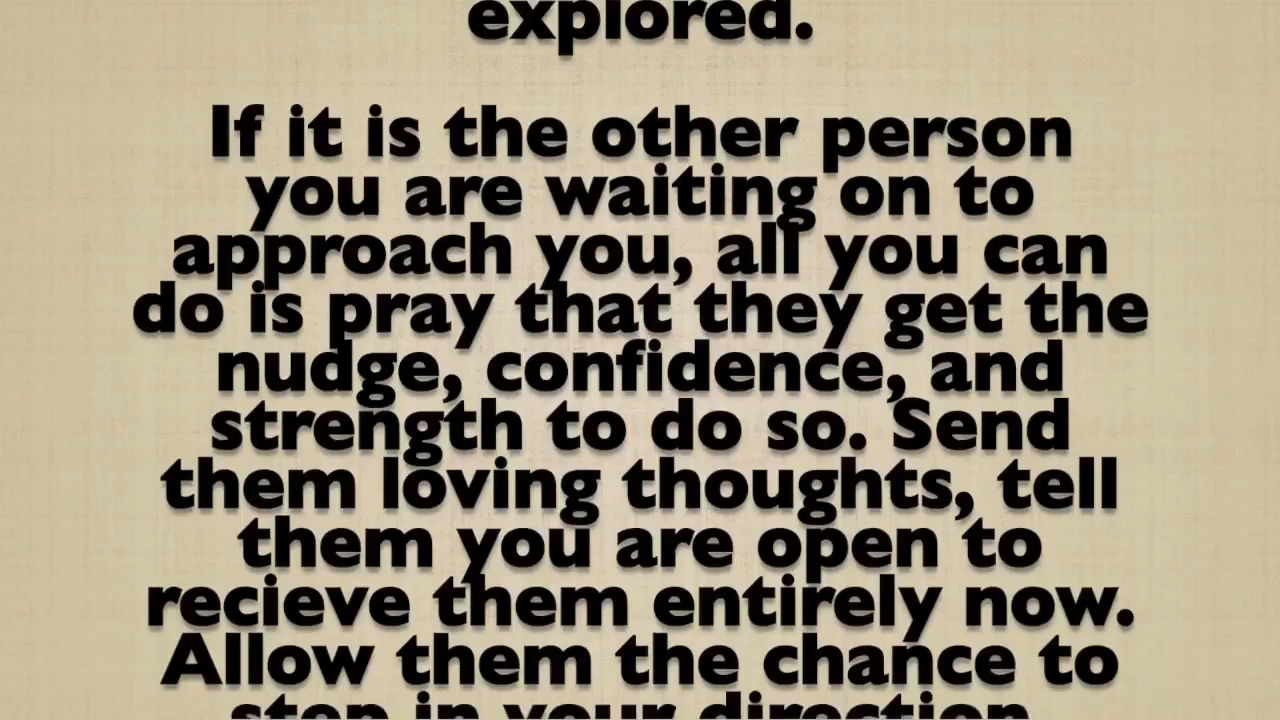 explored.
If it is the other person
you are waiting on to
approach you, all you can
do is pray that they get the
nudge, confidence, and
strength to do so. Send
them loving thoughts, tell
them you are open to
recieve them entirely now.
Allow them the chance to
step in your direction